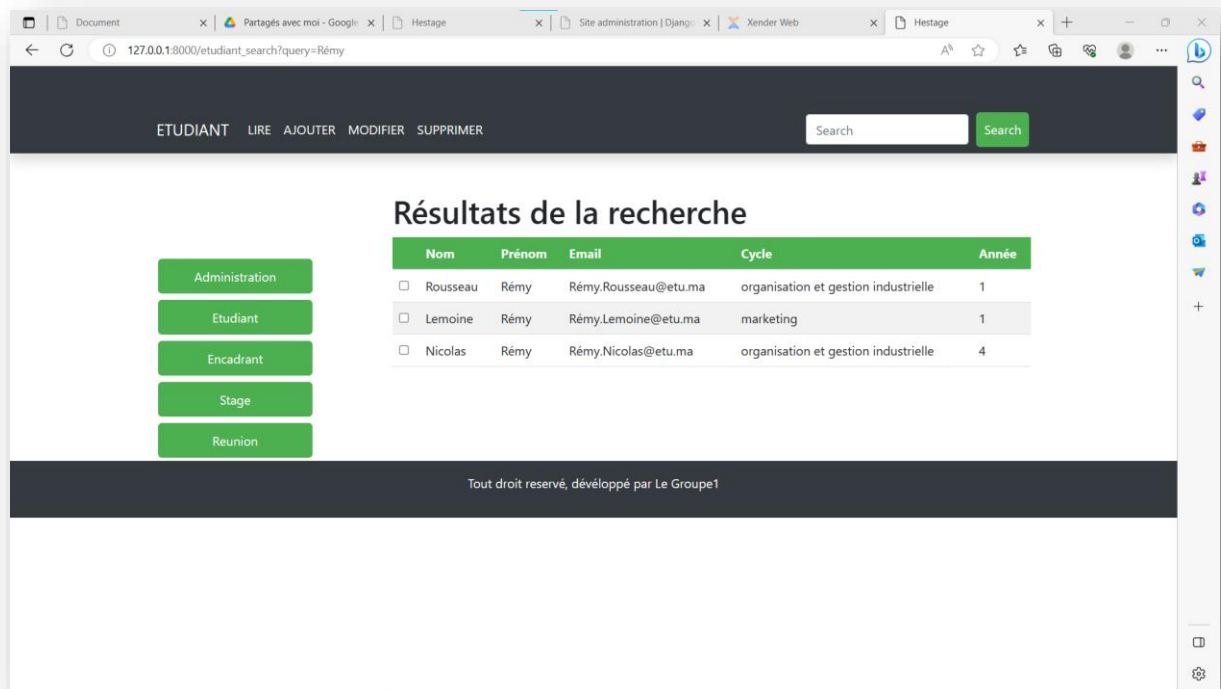 Document Partagés avec moi - Google Hestage Site administration | Django Xender Web Hestage
127.0.0.1:8000/etudiant_search?query=Rémy
ETUDIANT LIRE AJOUTER MODIFIER SUPPRIMER Search Search
Résultats de la recherche
Nom Prénom Email Cycle Année
Rousseau Rémy Rémy.Rousseau@etu.ma organisation et gestion industrielle 1
Lemoine Rémy Rémy.Lemoine@etu.ma marketing 1
Nicolas Rémy Rémy.Nicolas@etu.ma organisation et gestion industrielle 4
Administration
Etudiant
Encadrant
Stage
Reunion
Tout droit reservé, dévéloppé par Le Groupe1